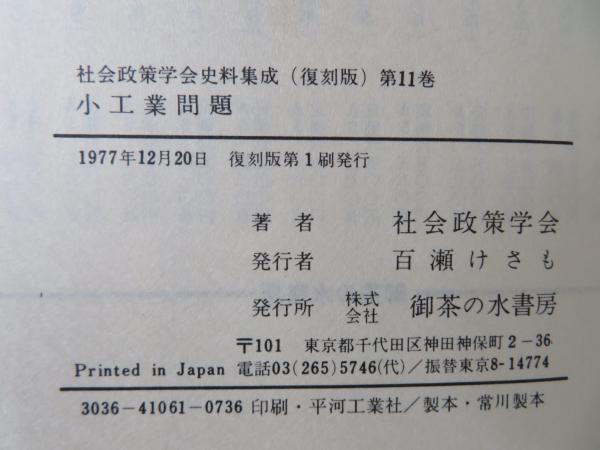 社会政策学会史料集成（復刻版）第11巻
小工業問題
1977年12月20日　復刻版第1刷発行
著者　社会政策学会
発行者　百瀬けさも
発行所　株式会社　御茶の水書房
〒101　東京都千代田区神田神保町2－36
Printed in Japan 電話03(265)5746(代)／振替東京8-14774
3036－41061－0736 印刷・平河工業社／製本・常川製本